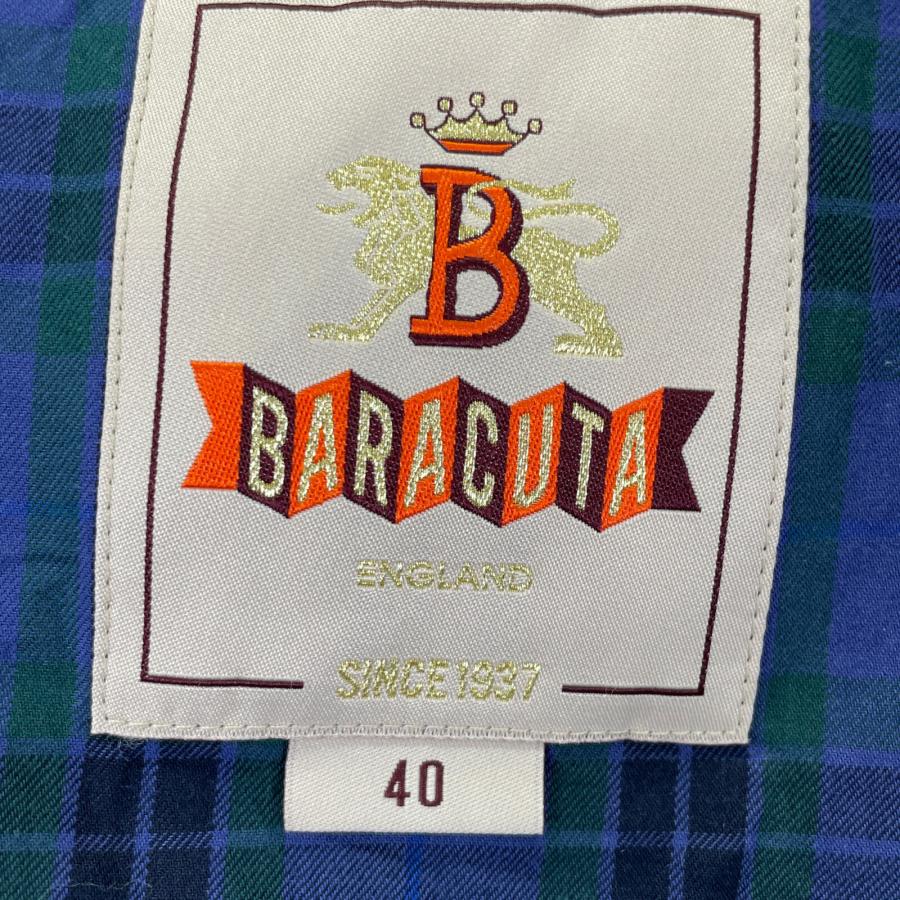 B
BARACUTA
ENGLAND
SINCE 1937
40